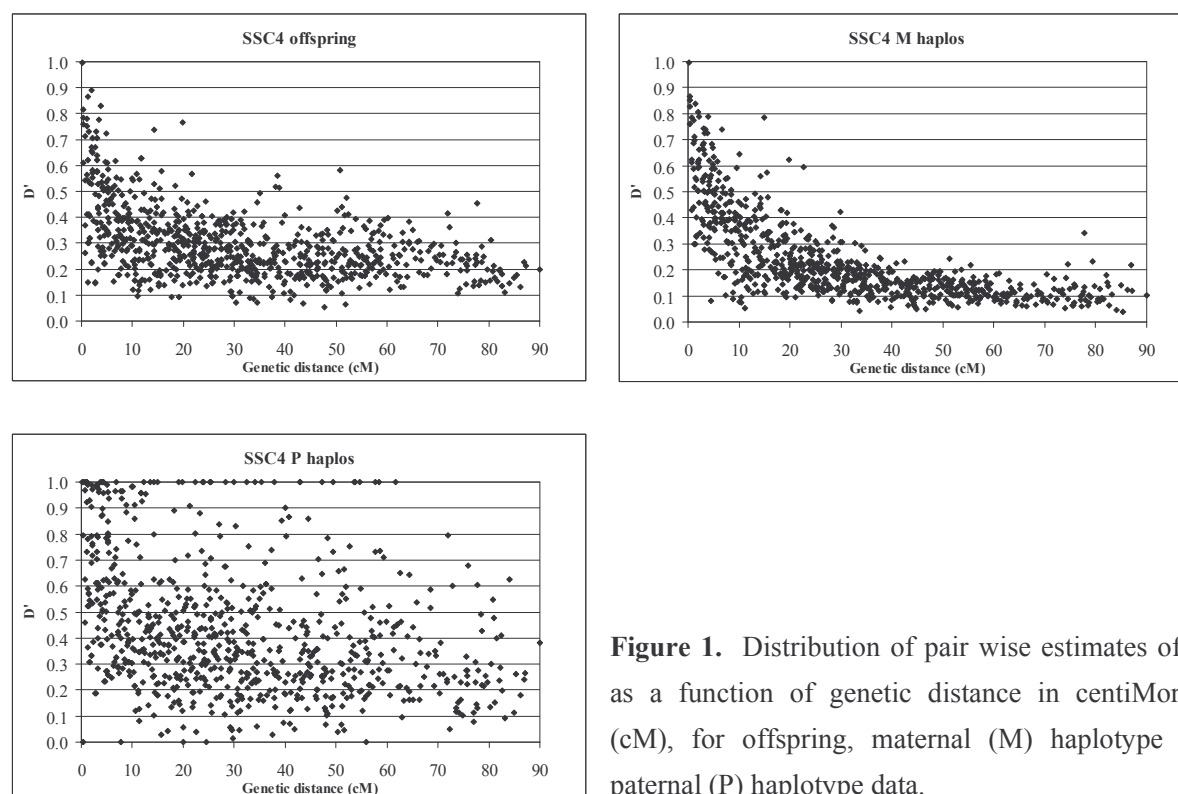 SSC4 offspring
1.0
0.9
0.8
0.7
0.6
0.5
0.4
0.3
0.2
0.1
0.0
D'
0 10 20 30 40 50 60 70 80 90
Genetic distance (cM)
SSC4 M haplos
1.0
0.9
0.8
0.7
0.6
0.5
0.4
0.3
0.2
0.1
0.0
D'
0 10 20 30 40 50 60 70 80 90
Genetic distance (cM)
SSC4 P haplos
1.0
0.9
0.8
0.7
0.6
0.5
0.4
0.3
0.2
0.1
0.0
D'
0 10 20 30 40 50 60 70 80 90
Genetic distance (cM)
Figure 1. Distribution of pair wise estimates of
as a function of genetic distance in centiMor
(cM), for offspring, maternal (M) haplotype
paternal (P) haplotype data.